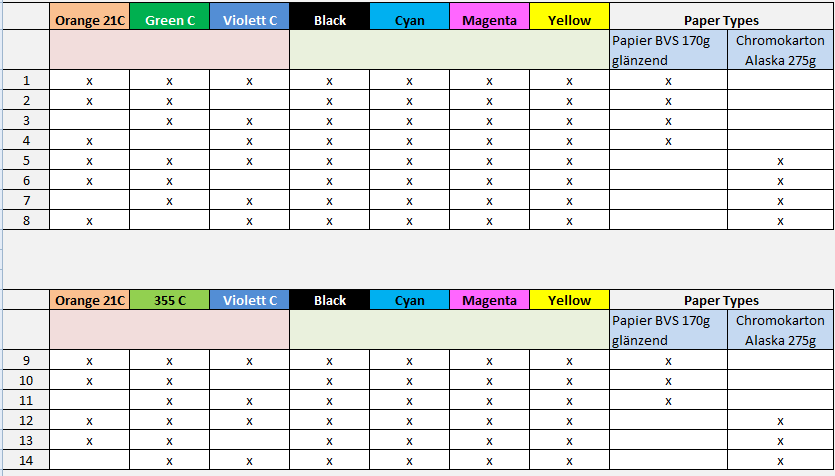 Orange 21C Green C Violett C Black Cyan Magenta Yellow Paper Types
Papier BVS 170g Chromokarton
glänzend Alaska 275g
1 x x x x x x x x
2 x x x x x x x
3 x x x x x x x
4 x x x x x x x
5 x x x x x x x x
6 x x x x x x x
7 x x x x x x x
8 x x x x x x x
Orange 21C 355 C Violett C Black Cyan Magenta Yellow Paper Types
Papier BVS 170g Chromokarton
glänzend Alaska 275g
9 x x x x x x x x
10 x x x x x x x
11 x x x x x x x
12 x x x x x x x x
13 x x x x x x x
14 x x x x x x x